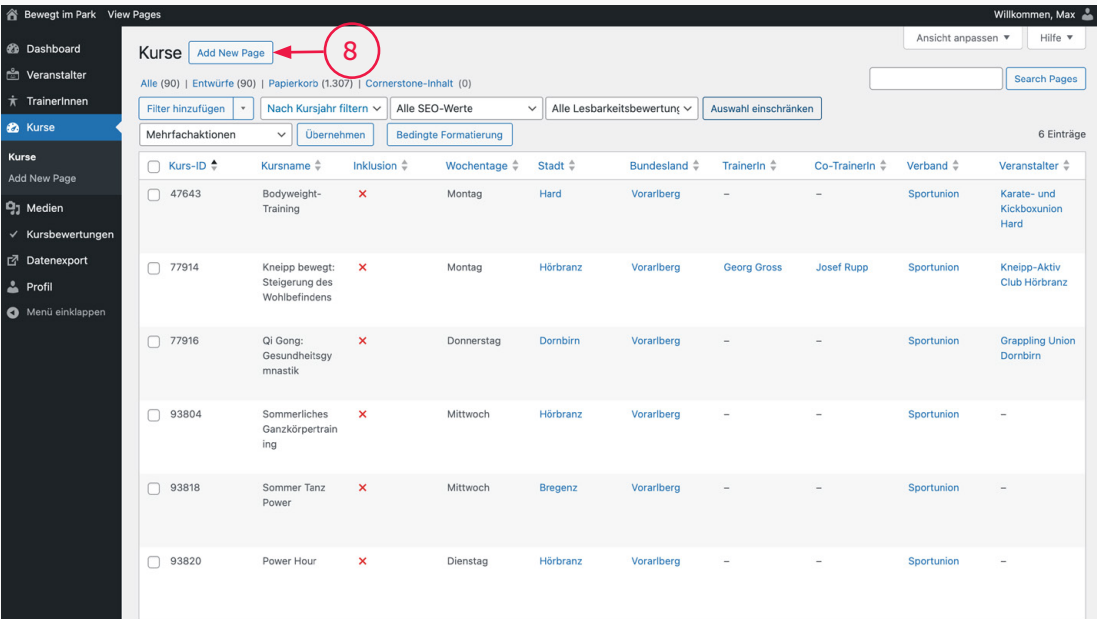 Bewegt im Park View Pages Willkommen, Max
Dashboard
Veranstalter
TrainerInnen
Kurse
Kurse
Add New Page
Medien
Kursbewertungen
Datenexport
Profil
Menü einklappen
Ansicht anpassen Hilfe
Kurse Add New Page 8
Alle (90) | Entwürfe (90) | Papierkorb (1.307) | Cornerstone-Inhalt (0)
Search Pages
Filter hinzufügen Nach Kursjahr filtern Alle SEO-Werte Alle Lesbarkeitsbewertung Auswahl einschränken
Mehrfachaktionen Übernehmen Bedingte Formatierung 6 Einträge
Kurs-ID Kursname Inklusion Wochentage Stadt Bundesland TrainerIn Co-TrainerIn Verband Veranstalter
47643 Bodyweight- Montag Hard Vorarlberg – – Sportunion Karate- und
Training Kickboxunion
Hard
77914 Kneipp bewegt: Montag Hörbranz Vorarlberg Georg Gross Josef Rupp Sportunion Kneipp-Aktiv
Steigerung des Club Hörbranz
Wohlbefindens
77916 Qi Gong: Donnerstag Dornbirn Vorarlberg – – Sportunion Grappling Union
Gesundheitsgy Dornbirn
mnastik
93804 Sommerliches Mittwoch Hörbranz Vorarlberg – – Sportunion –
Ganzkörpertrain
ing
93818 Sommer Tanz Mittwoch Bregenz Vorarlberg – – Sportunion –
Power
93820 Power Hour Dienstag Hörbranz Vorarlberg – – Sportunion –